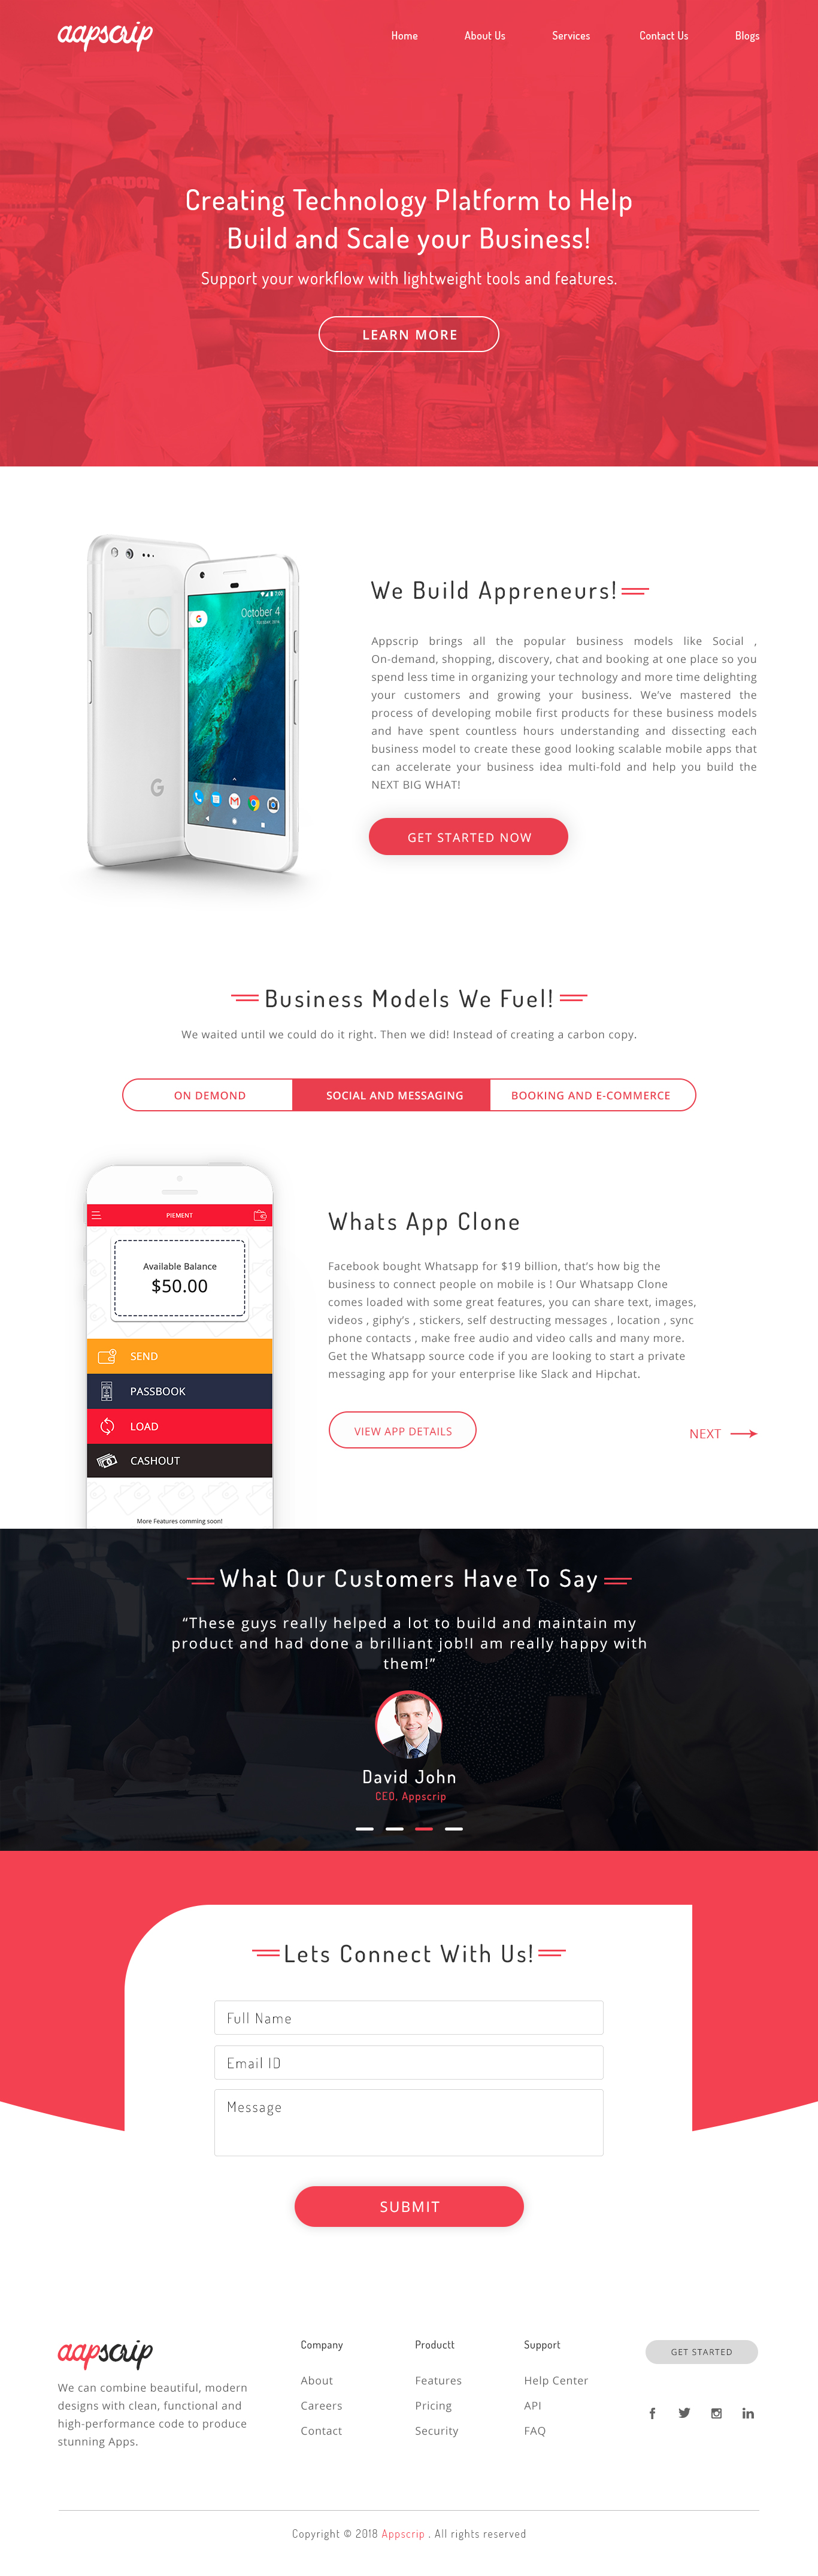 aapscrip
Home About Us Services Contact Us Blogs
LONDON
Creating Technology Platform to Help
Build and Scale your Business!
Support your workflow with lightweight tools and features.
LEARN MORE
October 4
G
We Build Appreneurs!
Appscrip brings all the popular business models like Social ,
On-demand, shopping, discovery, chat and booking at one place so you
spend less time in organizing your technology and more time delighting
your customers and growing your business. We've mastered the
process of developing mobile first products for these business models
and have spent countless hours understanding and dissecting each
business model to create these good looking scalable mobile apps that
can accelerate your business idea multi-fold and help you build the
NEXT BIG WHAT!
GET STARTED NOW
Business Models We Fuel!
We waited until we could do it right. Then we did! Instead of creating a carbon copy.
ON DEMOND SOCIAL AND MESSAGING BOOKING AND E-COMMERCE
PIEMENT
Available Balance
$50.00
SEND
PASSBOOK
LOAD
CASHOUT
More Features comming soon!
Whats App Clone
Facebook bought Whatsapp for $19 billion, that's how big the
business to connect people on mobile is ! Our Whatsapp Clone
comes loaded with some great features, you can share text, images,
videos , giphy's , stickers, self destructing messages , location , sync
phone contacts , make free audio and video calls and many more.
Get the Whatsapp source code if you are looking to start a private
messaging app for your enterprise like Slack and Hipchat.
VIEW APP DETAILS
NEXT
What Our Customers Have To Say
“These guys really helped a lot to build and maintain my
product and had done a brilliant job!I am really happy with
them!”
David John
CEO, Appscrip
Lets Connect With Us!
Full Name
Email ID
Message
SUBMIT
aapscrip
We can combine beautiful, modern
designs with clean, functional and
high-performance code to produce
stunning Apps.
Company
About
Careers
Contact
Productt
Features
Pricing
Security
Support
Help Center
API
FAQ
GET STARTED
Copyright © 2018 Appscrip . All rights reserved